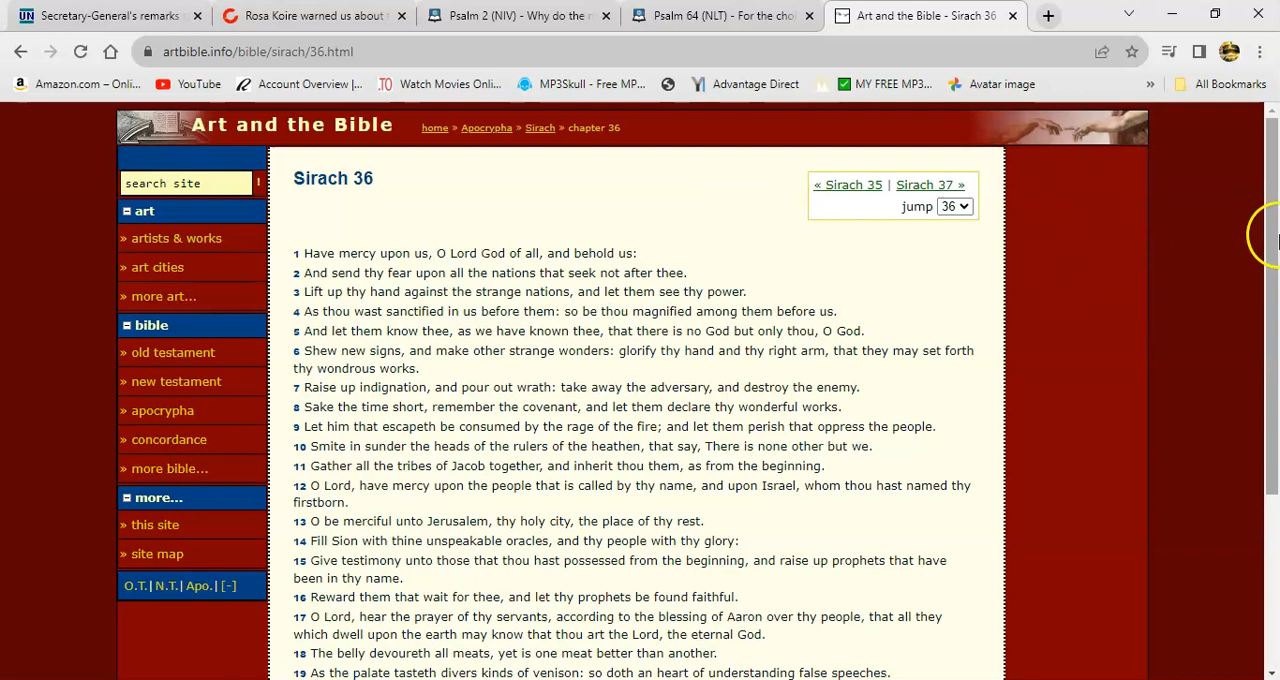 Secretary-General's remarks
Rosa Koire warned us about
Psalm 2 (NIV) - Why do the n
Psalm 64 (NLT) - For the choi
Art and the Bible - Sirach 36
artbible.info/bible/sirach/36.html
Amazon.com – Onli...
YouTube
Account Overview |...
Watch Movies Onli...
MP3Skull - Free MP...
Advantage Direct
MY FREE MP3...
Avatar image
»
All Bookmarks
Art and the Bible
home » Apocrypha » Sirach » chapter 36
search site !
art
» artists & works
» art cities
» more art...
bible
» old testament
» new testament
» apocrypha
» concordance
» more bible...
more...
» this site
» site map
O.T.| N.T.| Apo.| [-]
Sirach 36
« Sirach 35 | Sirach 37 »
jump 36
1 Have mercy upon us, O Lord God of all, and behold us:
2 And send thy fear upon all the nations that seek not after thee.
3 Lift up thy hand against the strange nations, and let them see thy power.
4 As thou wast sanctified in us before them: so be thou magnified among them before us.
5 And let them know thee, as we have known thee, that there is no God but only thou, O God.
6 Shew new signs, and make other strange wonders: glorify thy hand and thy right arm, that they may set forth
thy wondrous works.
7 Raise up indignation, and pour out wrath: take away the adversary, and destroy the enemy.
8 Sake the time short, remember the covenant, and let them declare thy wonderful works.
9 Let him that escapeth be consumed by the rage of the fire; and let them perish that oppress the people.
10 Smite in sunder the heads of the rulers of the heathen, that say, There is none other but we.
11 Gather all the tribes of Jacob together, and inherit thou them, as from the beginning.
12 O Lord, have mercy upon the people that is called by thy name, and upon Israel, whom thou hast named thy
firstborn.
13 O be merciful unto Jerusalem, thy holy city, the place of thy rest.
14 Fill Sion with thine unspeakable oracles, and thy people with thy glory:
15 Give testimony unto those that thou hast possessed from the beginning, and raise up prophets that have
been in thy name.
16 Reward them that wait for thee, and let thy prophets be found faithful.
17 O Lord, hear the prayer of thy servants, according to the blessing of Aaron over thy people, that all they
which dwell upon the earth may know that thou art the Lord, the eternal God.
18 The belly devoureth all meats, yet is one meat better than another.
19 As the palate tasteth divers kinds of venison: so doth an heart of understanding false speeches.